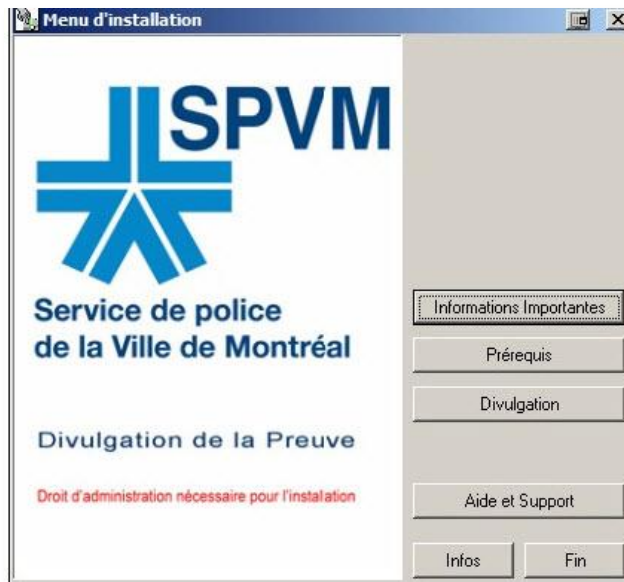 Menu d'installation
SPVM
Service de police
de la Ville de Montréal
Divulgation de la Preuve
Droit d'administration nécessaire pour l'instalation
Informations Importantes
Prérequis
Divulgation
Aide et Support
Infos
Fin